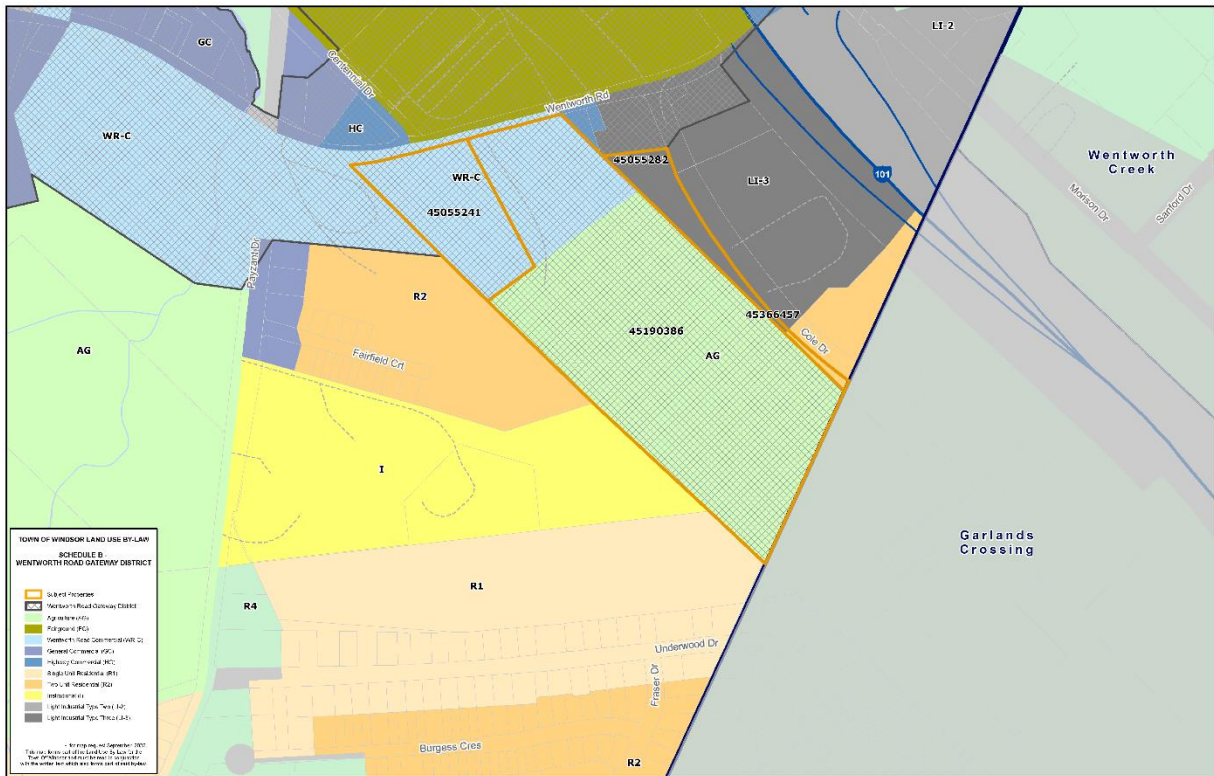 LI-2
GC
Centennial Dr
Wentworth Rd
HC
WR-C
WR-C
45055282
LI-3
101
Wentworth
Creek
Morison Dr
Sanford Dr
45055241
Payzant Dr
R2
AG
45190386
AG
45366457
Cole Dr
Fairfield Crt
I
Garlands
Crossing
R1
R4
Underwood Dr
Fraser Dr
Burgess Cres
R2
TOWN OF WINDSOR LAND USE BY-LAW
SCHEDULE B -
WENTWORTH ROAD GATEWAY DISTRICT
Subject Properties
Wentworth Road Gateway District
Agriculture (AG)
Fairground (FG)
Wentworth Road Commercial (WR-C)
General Commercial (GC)
Highway Commercial (HC)
Single Unit Residential (R1)
Two Unit Residential (R2)
Institutional (I)
Light Industrial Type Two (LI-2)
Light Industrial Type Three (LI-3)